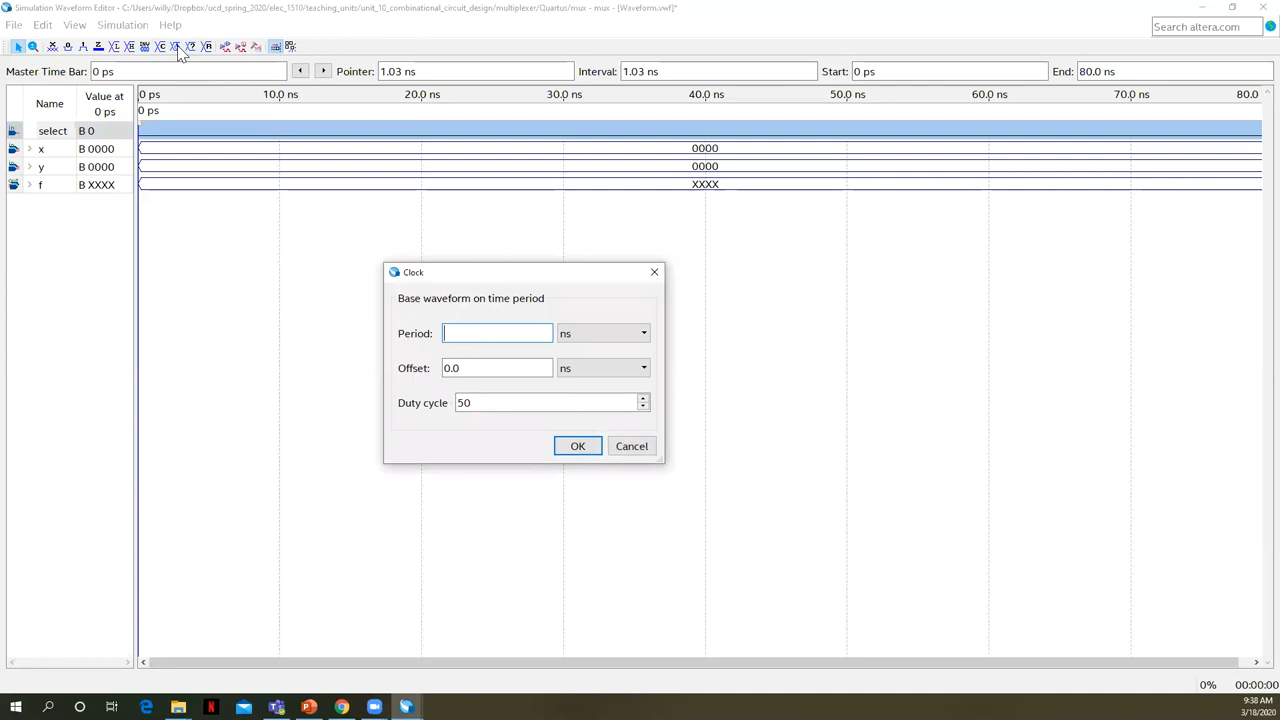 Simulation Waveform Editor - C:/Users/willy/Dropbox/ucd_spring_2020/elec_1510/teaching_units/unit_10_combinational_circuit_design/multiplexer/Quartus/mux - mux - [Waveform.vwf]*
File Edit View Simulation Help
Search altera.com
Master Time Bar: 0 ps Pointer: 1.03 ns Interval: 1.03 ns Start: 0 ps End: 80.0 ns
Name Value at 0 ps
0 ps 10.0 ns 20.0 ns 30.0 ns 40.0 ns 50.0 ns 60.0 ns 70.0 ns 80.0
0 ps
select B 0
x B 0000 0000
y B 0000 0000
f B XXXX XXXX
Clock
Base waveform on time period
Period: ns
Offset: 0.0 ns
Duty cycle 50
OK Cancel
0% 00:00:00
9:38 AM
3/18/2020